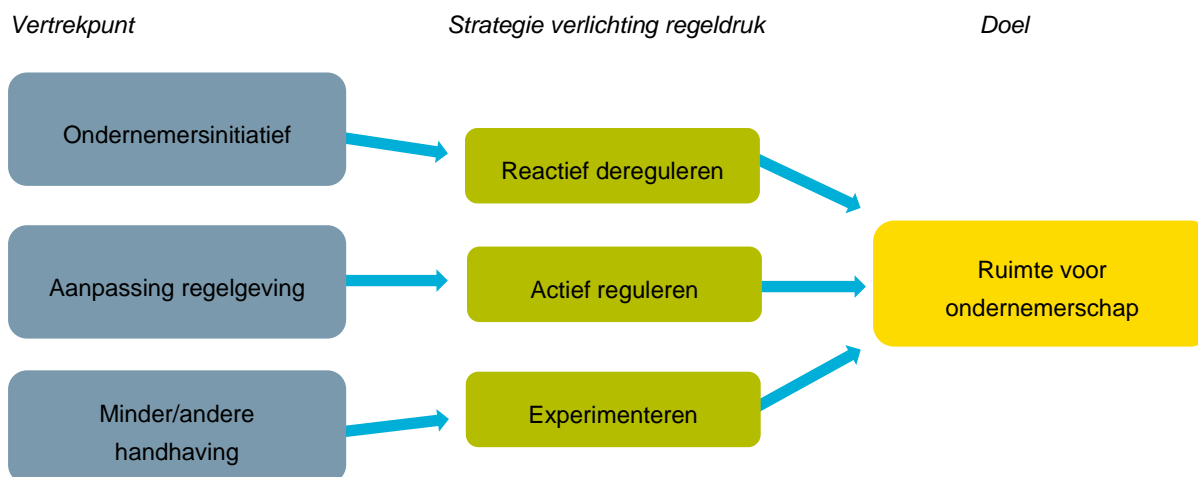 Vertrekpunt
Strategie verlichting regeldruk
Doel
Ondernemersinitiatief
Reactief dereguleren
Aanpassing regelgeving
Actief reguleren
Ruimte voor
ondernemerschap
Minder/andere
handhaving
Experimenteren